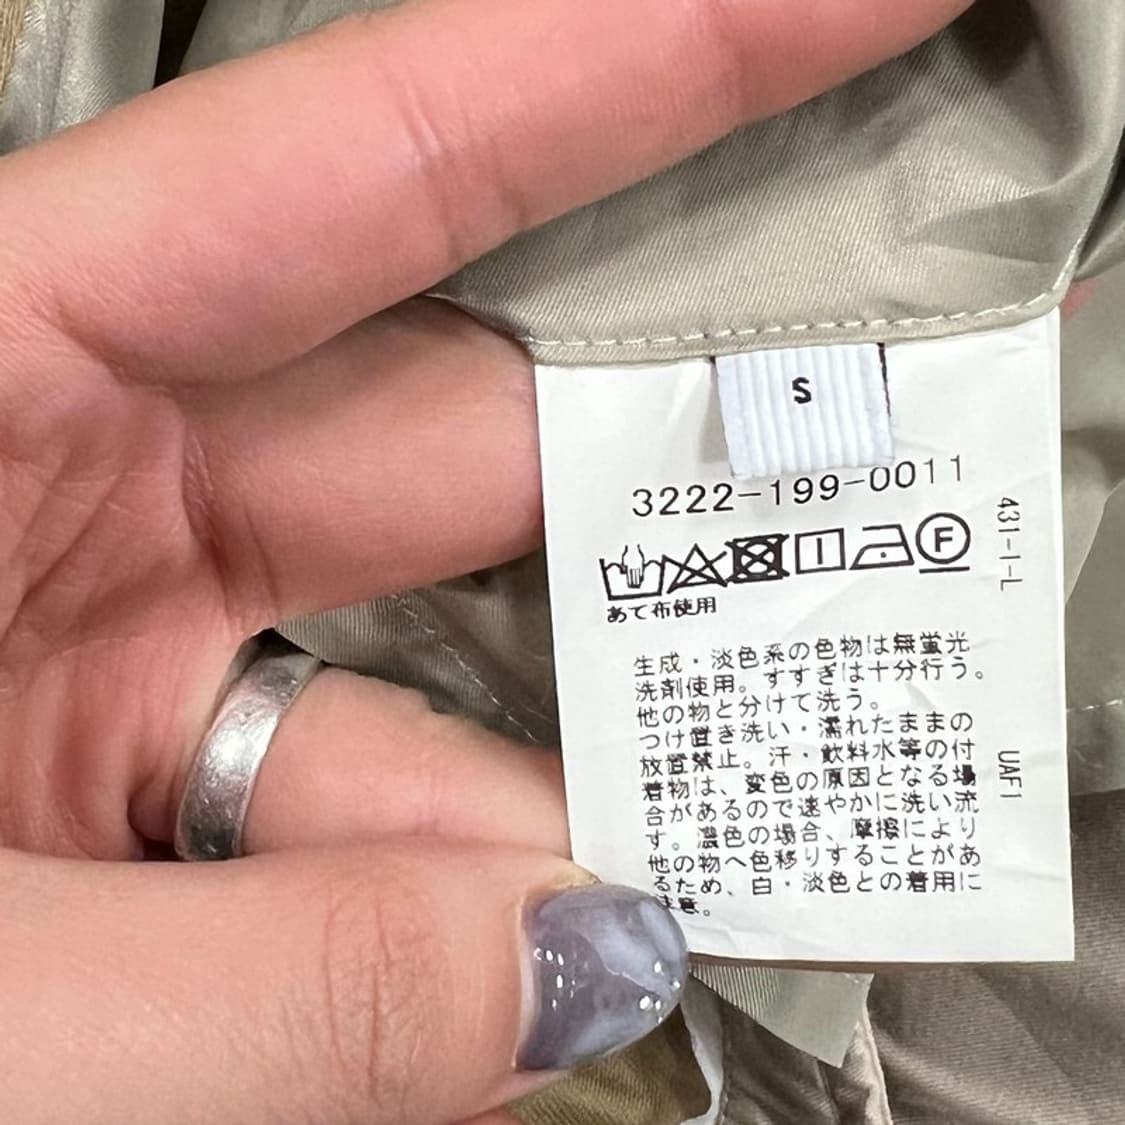 S
3222-199-0011
F
あて布使用
生成・淡色系の色物は無蛍光
洗剤使用。すすぎは十分行う。
他の物と分けて洗う。
つけ置き洗い・濡れたままの
放置禁止。汗・飲料水等の付
着物は、変色の原因となる場
合があるので速やかに洗い流
す。濃色の場合、摩擦により
他の物へ色移りすることがあ
るため、白・淡色との着用に
注意。
431-I-L
UAF1